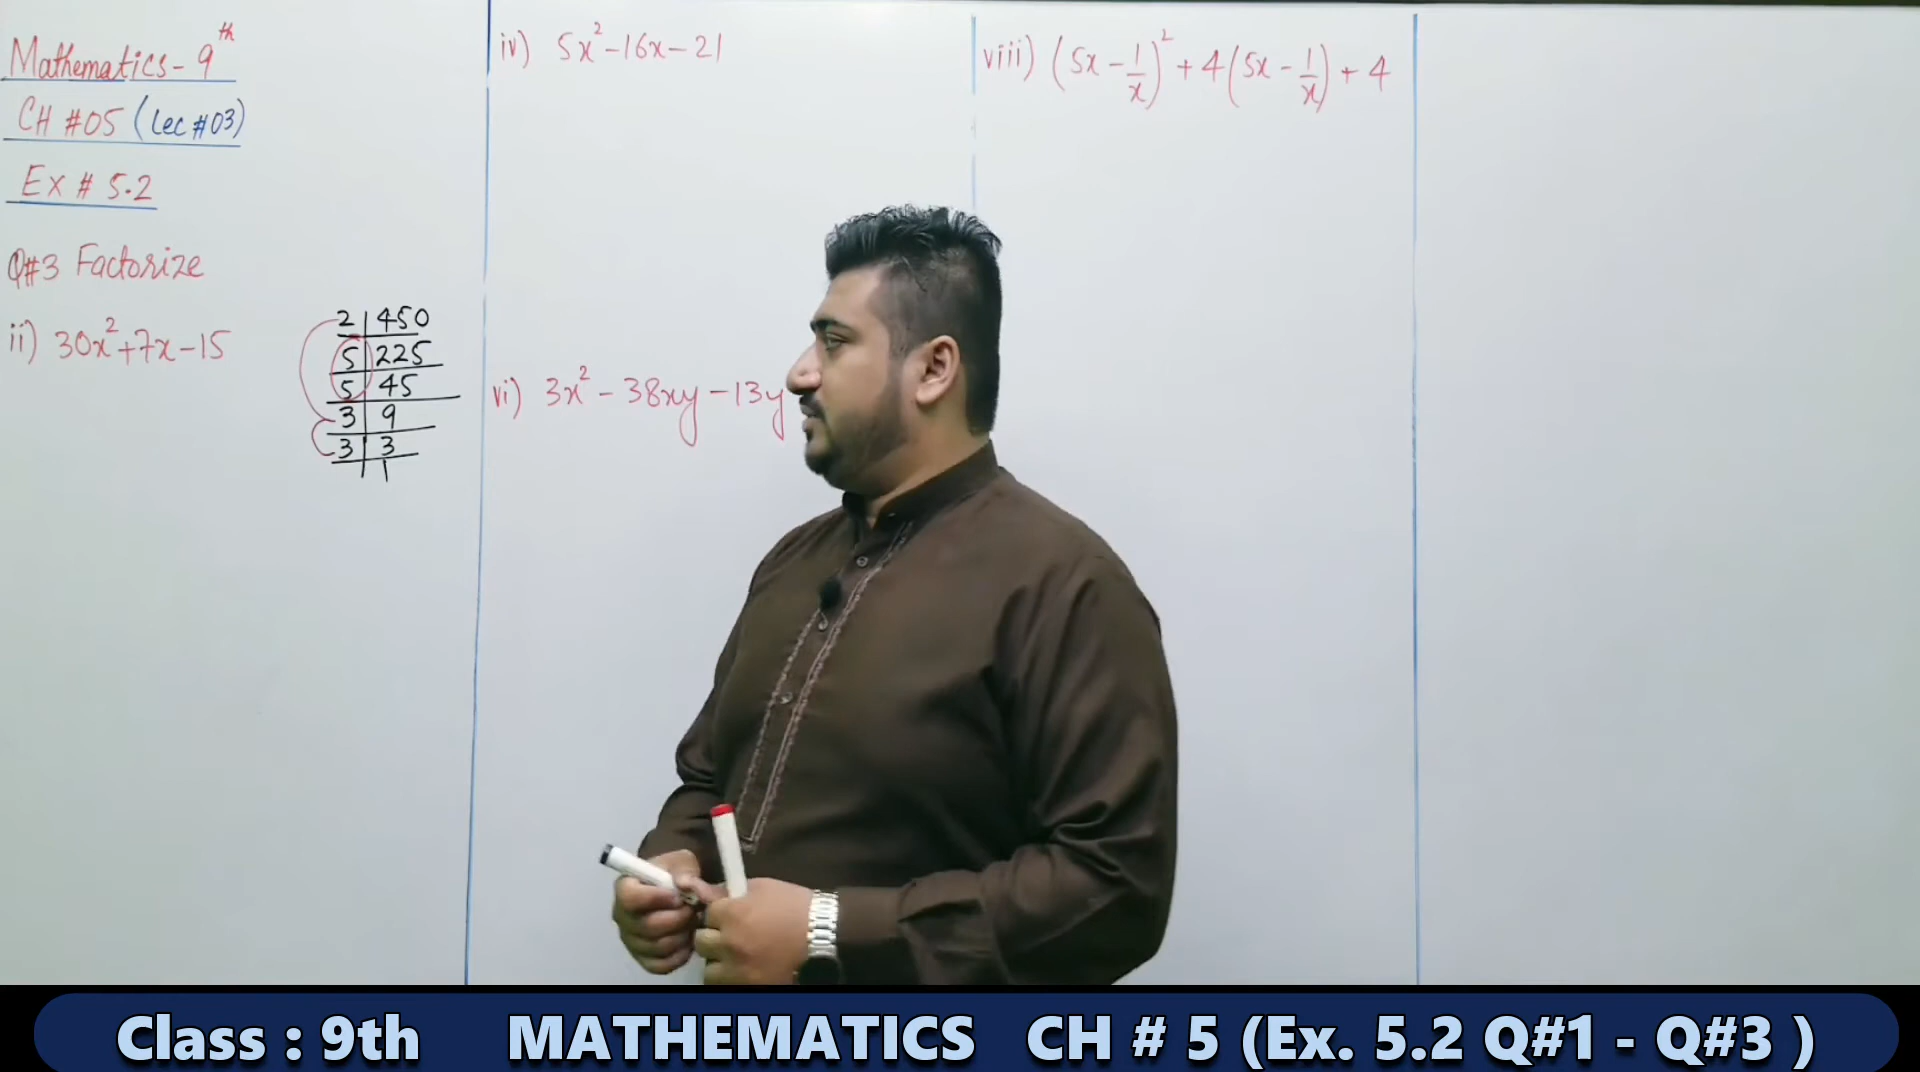 Mathematics - 9th
CH #05 (Lec #03)
Ex # 5.2
Q#3 Factorize
ii) 30x²+7x-15
2 | 450
5 | 225
5 | 45
3 | 9
3 | 3
1
iv) 5x²-16x-21
vi) 3x² - 38xy - 13y
viii) (5x - 1/x)² + 4(5x - 1/x) + 4
Class : 9th MATHEMATICS CH # 5 (Ex. 5.2 Q#1 - Q#3 )